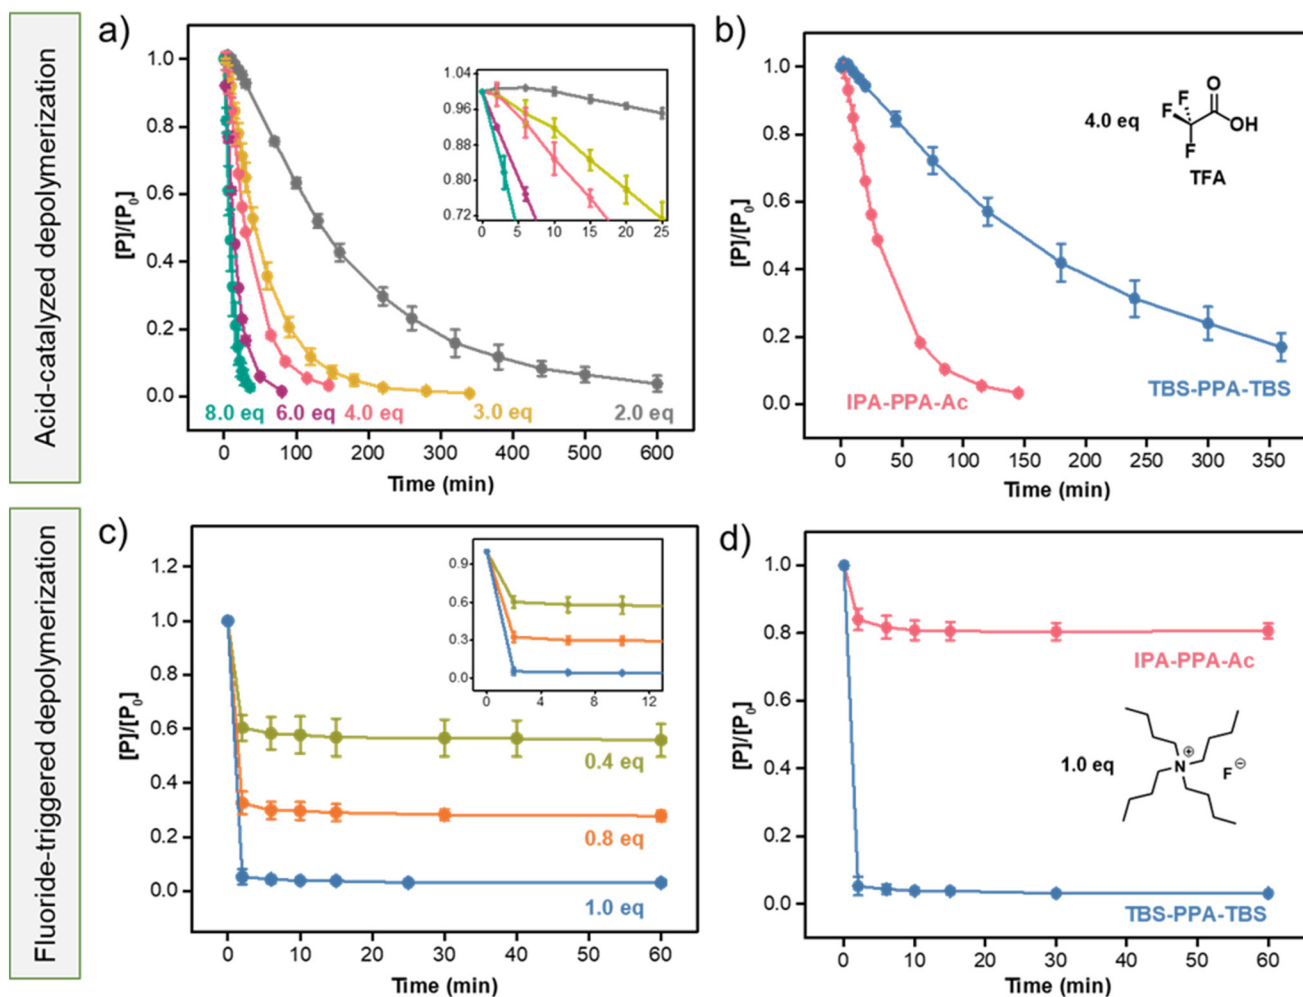 Acid-catalyzed depolymerization
a)
[P]/[P0]
1.0
0.8
0.6
0.4
0.2
0.0
1.04
0.96
0.88
0.80
0.72
0 5 10 15 20 25
8.0 eq 6.0 eq 4.0 eq 3.0 eq 2.0 eq
0 100 200 300 400 500 600
Time (min)
b)
[P]/[P0]
1.0
0.8
0.6
0.4
0.2
0.0
4.0 eq
F
F
F
O
OH
TFA
IPA-PPA-Ac
TBS-PPA-TBS
0 50 100 150 200 250 300 350
Time (min)
Fluoride-triggered depolymerization
c)
[P]/[P0]
1.2
1.0
0.8
0.6
0.4
0.2
0.0
0.9
0.6
0.3
0.0
0 4 8 12
0.4 eq
0.8 eq
1.0 eq
0 10 20 30 40 50 60
Time (min)
d)
[P]/[P0]
1.0
0.8
0.6
0.4
0.2
0.0
IPA-PPA-Ac
1.0 eq
N⊕
F⊖
TBS-PPA-TBS
0 10 20 30 40 50 60
Time (min)